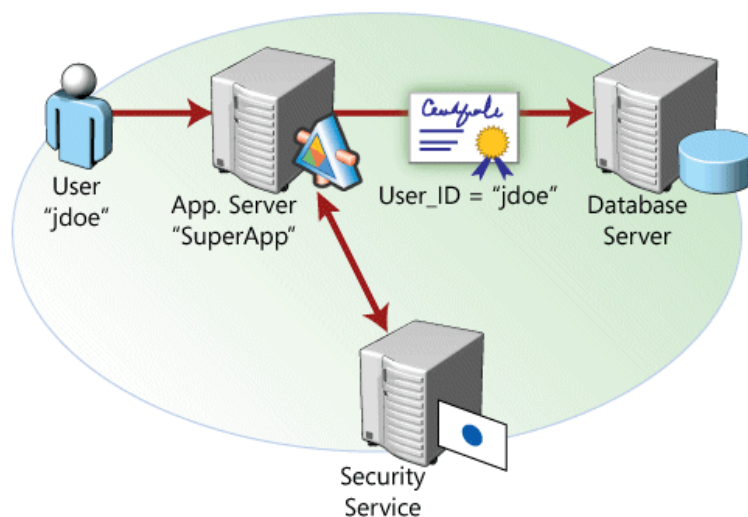 User
“jdoe”
App. Server
“SuperApp”
User_ID = “jdoe”
Database
Server
Security
Service